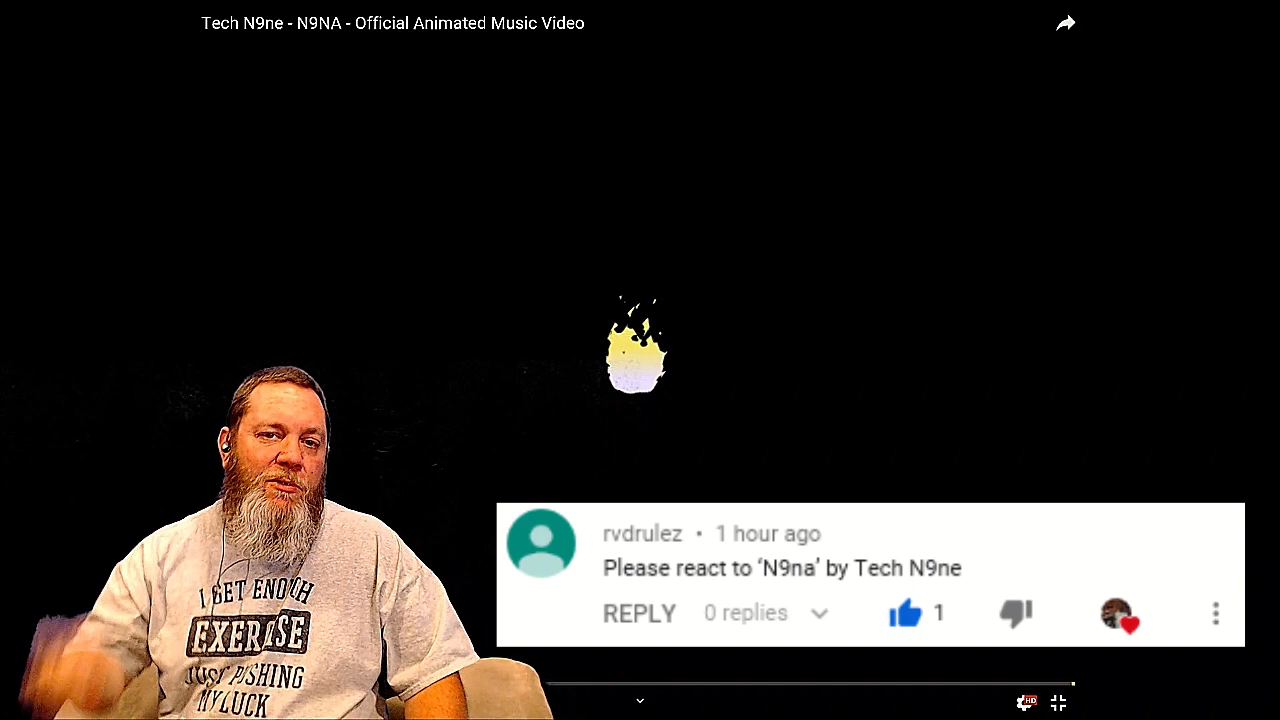 Tech N9ne - N9NA - Official Animated Music Video
rvdrulez • 1 hour ago
Please react to ‘N9na’ by Tech N9ne
REPLY 0 replies 1
I GET ENOUGH
EXERCISE
JUST PUSHING
MY LUCK
HD